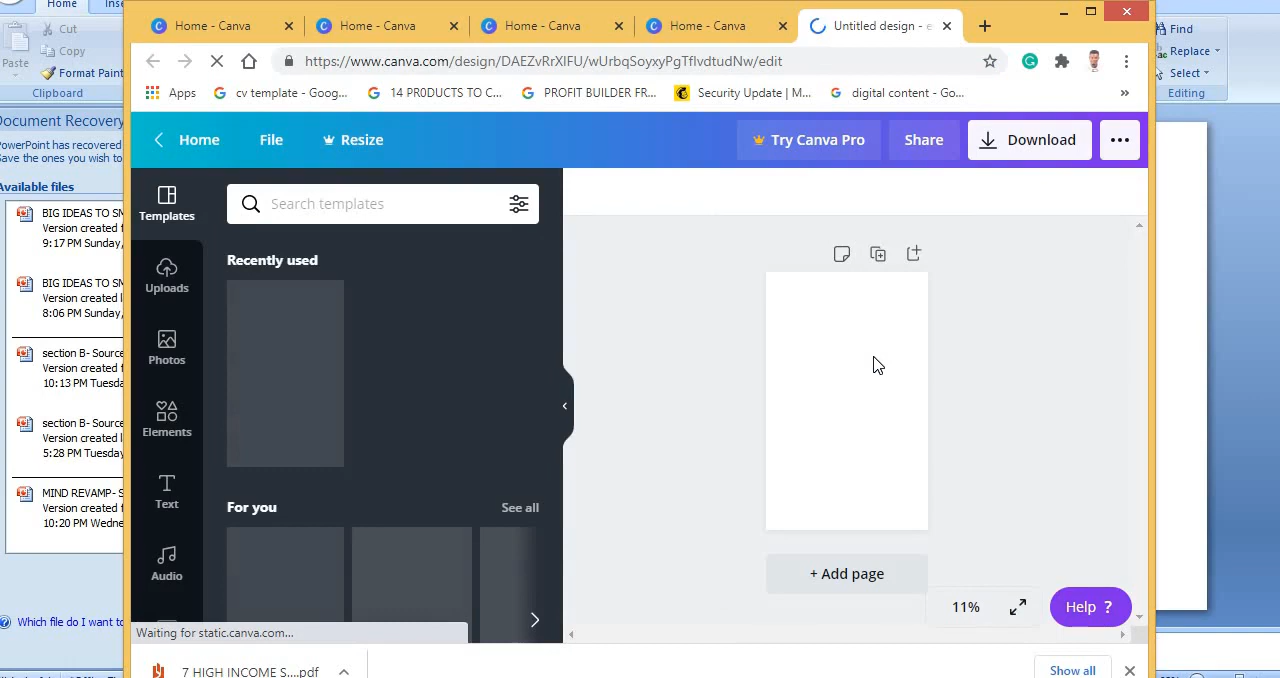 Home
Inse
Cut
Copy
Paste
Format Paint
Clipboard
Find
Replace
Select
Editing
Document Recovery
PowerPoint has recovered
Save the ones you wish to
Available files
BIG IDEAS TO SM
Version created f
9:17 PM Sunday,
BIG IDEAS TO SM
Version created l
8:06 PM Sunday,
section B- Source
Version created f
10:13 PM Tuesda
section B- Source
Version created f
5:28 PM Tuesday
MIND REVAMP- S
Version created f
10:20 PM Wedne
Which file do I want to
Home - Canva
Home - Canva
Home - Canva
Home - Canva
Untitled design - e
https://www.canva.com/design/DAEZvRrXIFU/wUrbqSoyxyPgTflvdtudNw/edit
Apps
cv template - Goog...
14 PRODUCTS TO C...
PROFIT BUILDER FR...
Security Update | M...
digital content - Go...
»
Home
File
Resize
Try Canva Pro
Share
Download
Templates
Search templates
Uploads
Recently used
Photos
Elements
Text
For you
See all
Audio
+ Add page
11%
Help ?
Waiting for static.canva.com...
7 HIGH INCOME S....pdf
Show all